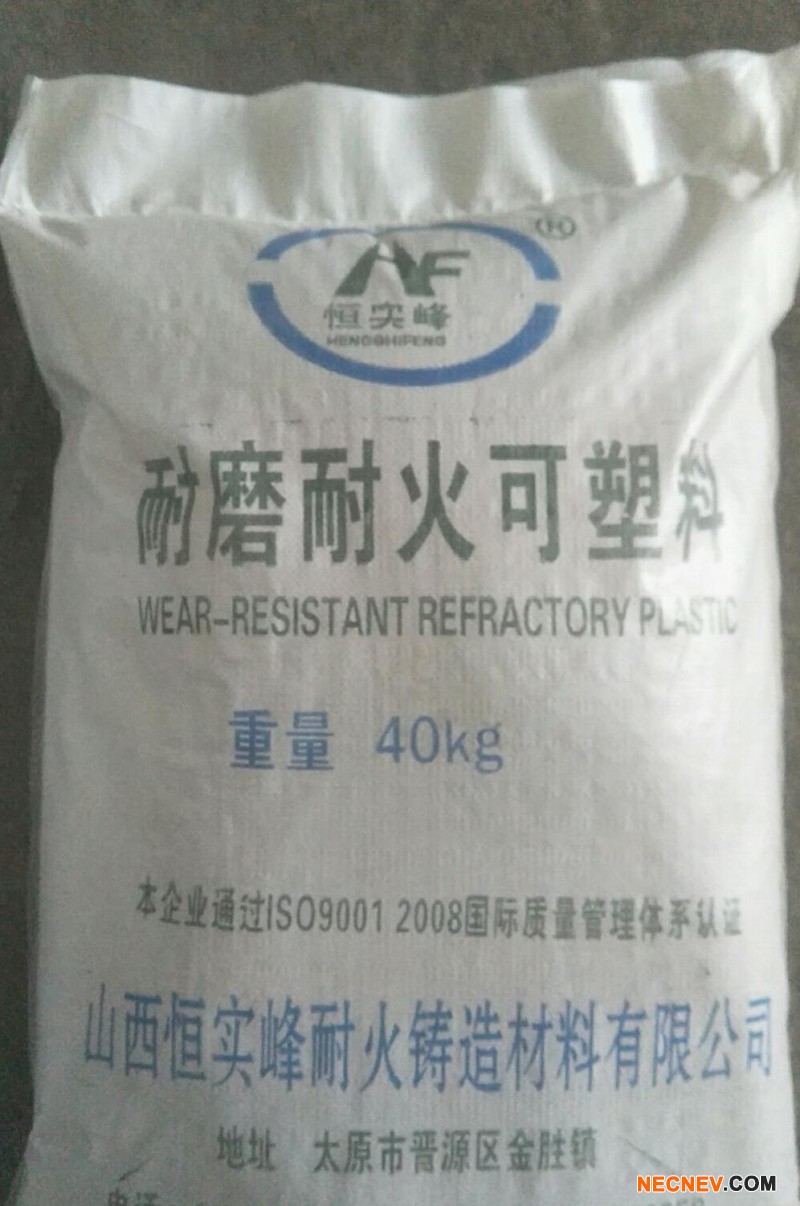 HF
®
恒实峰
HENGSHIFENG
耐磨耐火可塑料
WEAR-RESISTANT REFRACTORY PLASTIC
重量 40kg
本企业通过ISO9001 2008国际质量管理体系认证
山西恒实峰耐火铸造材料有限公司
地址 太原市晋源区金胜镇
电话
NECNEV.COM